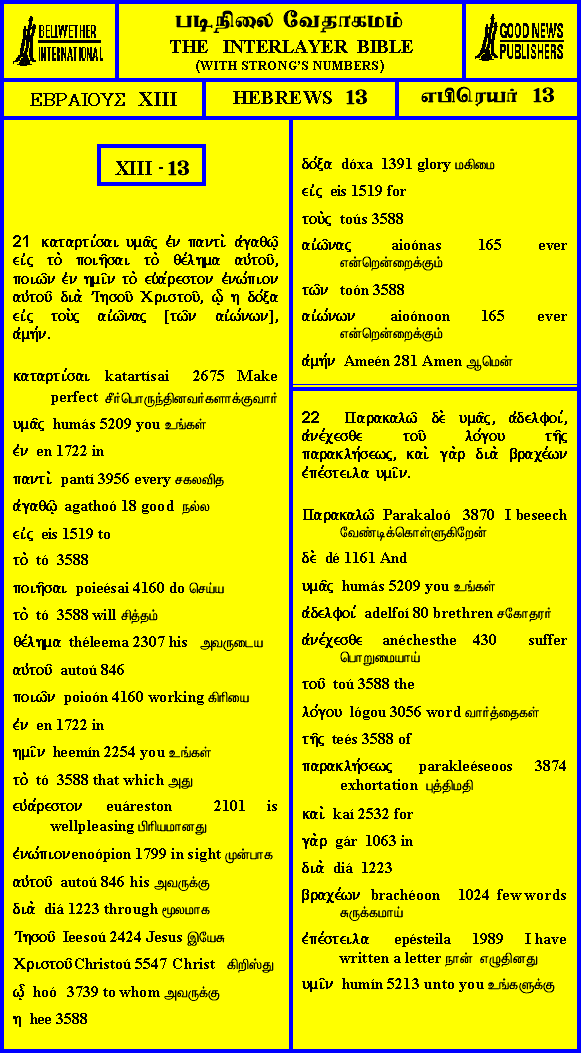 BELLWETHER
INTERNATIONAL
படிநிலை வேதாகமம்
THE INTERLAYER BIBLE
(WITH STRONG'S NUMBERS)
GOOD NEWS
PUBLISHERS
ΕΒΡΑΙΟΥΣ XIII
HEBREWS 13
எபிரெயர் 13
XIII - 13
21 καταρτίσαι υμᾶς ἐν παντὶ ἀγαθῷ
εἰς τὸ ποιῆσαι τὸ θέλημα αὐτοῦ,
ποιῶν ἐν ημῖν τὸ εὐάρεστον ἐνώπιον
αὐτοῦ διὰ Ἰησοῦ Χριστοῦ, ᾧ η δόξα
εἰς τοὺς αἰῶνας [τῶν αἰώνων],
ἀμήν.
καταρτίσαι katartísai 2675 Make
perfect சீர்பொருந்தினவர்களாக்குவார்
υμᾶς humás 5209 you உங்கள்
ἐν en 1722 in
παντὶ pantí 3956 every சகலவித
ἀγαθῷ agathoó 18 good நல்ல
εἰς eis 1519 to
τὸ tó 3588
ποιῆσαι poieésai 4160 do செய்ய
τὸ tó 3588 will சித்தம்
θέλημα théleema 2307 his அவருடைய
αὐτοῦ autoú 846
ποιῶν poioón 4160 working கிரியை
ἐν en 1722 in
ημῖν heemín 2254 you உங்கள்
τὸ tó 3588 that which அது
εὐάρεστον euáreston 2101 is
wellpleasing பிரியமானது
ἐνώπιον enoópion 1799 in sight முன்பாக
αὐτοῦ autoú 846 his அவருக்கு
διὰ diá 1223 through மூலமாக
Ἰησοῦ Ieesoú 2424 Jesus இயேசு
Χριστοῦ Christoú 5547 Christ கிறிஸ்து
ᾧ hoó 3739 to whom அவருக்கு
η hee 3588
δόξα dóxa 1391 glory மகிமை
εἰς eis 1519 for
τοὺς toús 3588
αἰῶνας aioónas 165 ever
என்றென்றைக்கும்
τῶν toón 3588
αἰώνων aioónoon 165 ever
என்றென்றைக்கும்
ἀμήν Ameén 281 Amen ஆமென்
22 Παρακαλῶ δὲ υμᾶς, ἀδελφοί,
ἀνέχεσθε τοῦ λόγου τῆς
παρακλήσεως, καὶ γὰρ διὰ βραχέων
ἐπέστειλα υμῖν.
Παρακαλῶ Parakaloó 3870 I beseech
வேண்டிக்கொள்ளுகிறேன்
δὲ dé 1161 And
υμᾶς humás 5209 you உங்கள்
ἀδελφοί adelfoí 80 brethren சகோதரர்
ἀνέχεσθε anéchesthe 430 suffer
பொறுமையாய்
τοῦ toú 3588 the
λόγου lógou 3056 word வார்த்தைகள்
τῆς teés 3588 of
παρακλήσεως parakleéseoos 3874
exhortation புத்திமதி
καὶ kaí 2532 for
γὰρ gár 1063 in
διὰ diá 1223
βραχέων brachéoon 1024 few words
சுருக்கமாய்
ἐπέστειλα epésteila 1989 I have
written a letter நான் எழுதினது
υμῖν humín 5213 unto you உங்களுக்கு